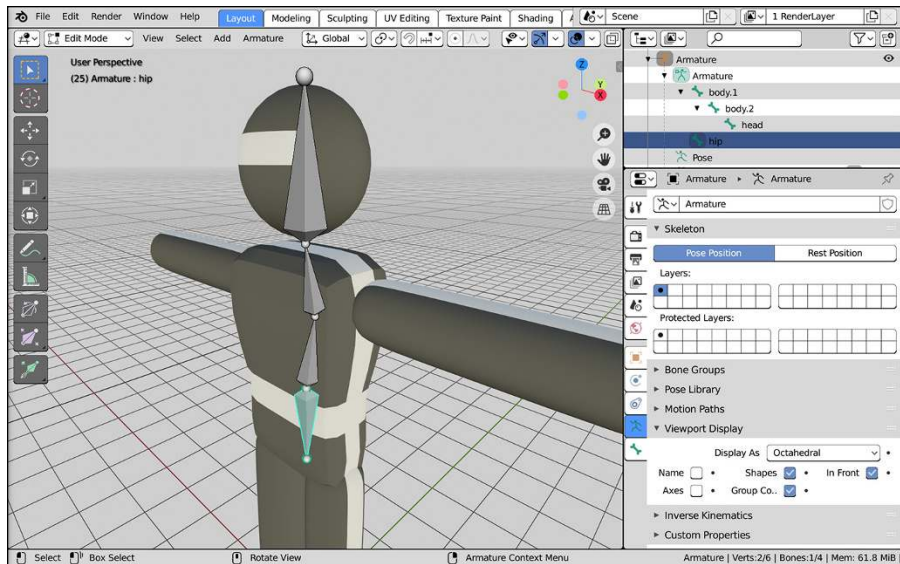 File Edit Render Window Help Layout Modeling Sculpting UV Editing Texture Paint Shading Scene 1 RenderLayer
Edit Mode View Select Add Armature Global
User Perspective
(25) Armature : hip
Z
Y
X
Armature
Armature
body.1
body.2
head
hip
Pose
Armature Armature
Armature
Skeleton
Pose Position Rest Position
Layers:
Protected Layers:
Bone Groups
Pose Library
Motion Paths
Viewport Display
Display As Octahedral
Name Shapes In Front
Axes Group Co..
Inverse Kinematics
Custom Properties
Select Box Select Rotate View Armature Context Menu Armature | Verts:2/6 | Bones:1/4 | Mem: 61.8 MiB